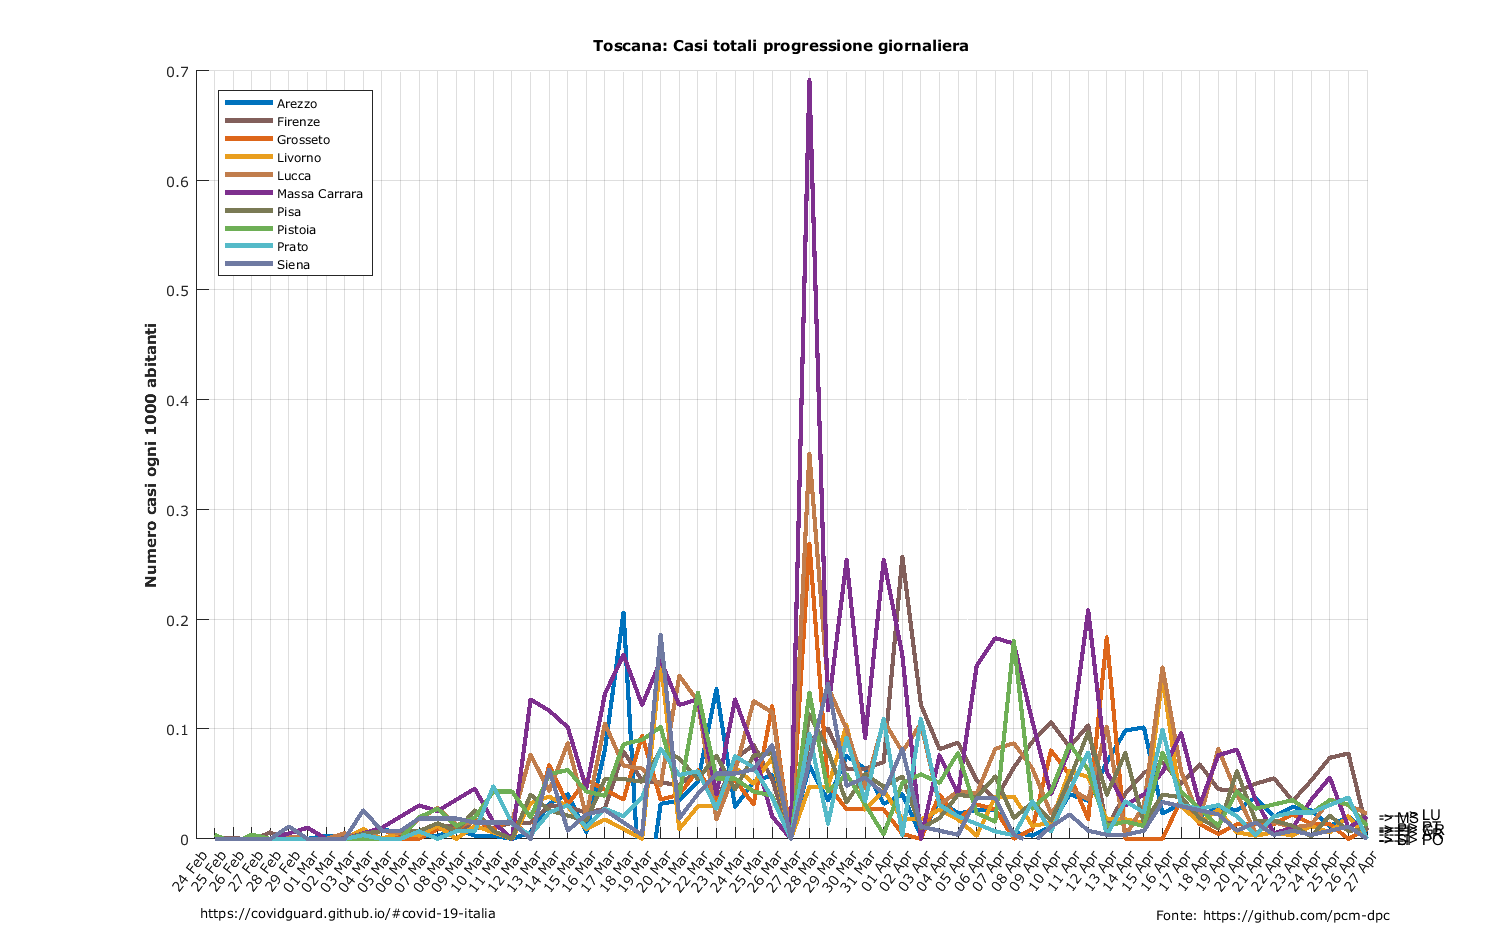 Toscana: Casi totali progressione giornaliera
Numero casi ogni 1000 abitanti
0.7
0.6
0.5
0.4
0.3
0.2
0.1
0
Arezzo
Firenze
Grosseto
Livorno
Lucca
Massa Carrara
Pisa
Pistoia
Prato
Siena
24 Feb
25 Feb
26 Feb
27 Feb
28 Feb
29 Feb
01 Mar
02 Mar
03 Mar
04 Mar
05 Mar
06 Mar
07 Mar
08 Mar
09 Mar
10 Mar
11 Mar
12 Mar
13 Mar
14 Mar
15 Mar
16 Mar
17 Mar
18 Mar
19 Mar
20 Mar
21 Mar
22 Mar
23 Mar
24 Mar
25 Mar
26 Mar
27 Mar
28 Mar
29 Mar
30 Mar
31 Mar
01 Apr
02 Apr
03 Apr
04 Apr
05 Apr
06 Apr
07 Apr
08 Apr
09 Apr
10 Apr
11 Apr
12 Apr
13 Apr
14 Apr
15 Apr
16 Apr
17 Apr
18 Apr
19 Apr
20 Apr
21 Apr
22 Apr
23 Apr
24 Apr
25 Apr
26 Apr
27 Apr
-> LU
-> MS
GR
-> PO
https://covidguard.github.io/#covid-19-italia
Fonte: https://github.com/pcm-dpc